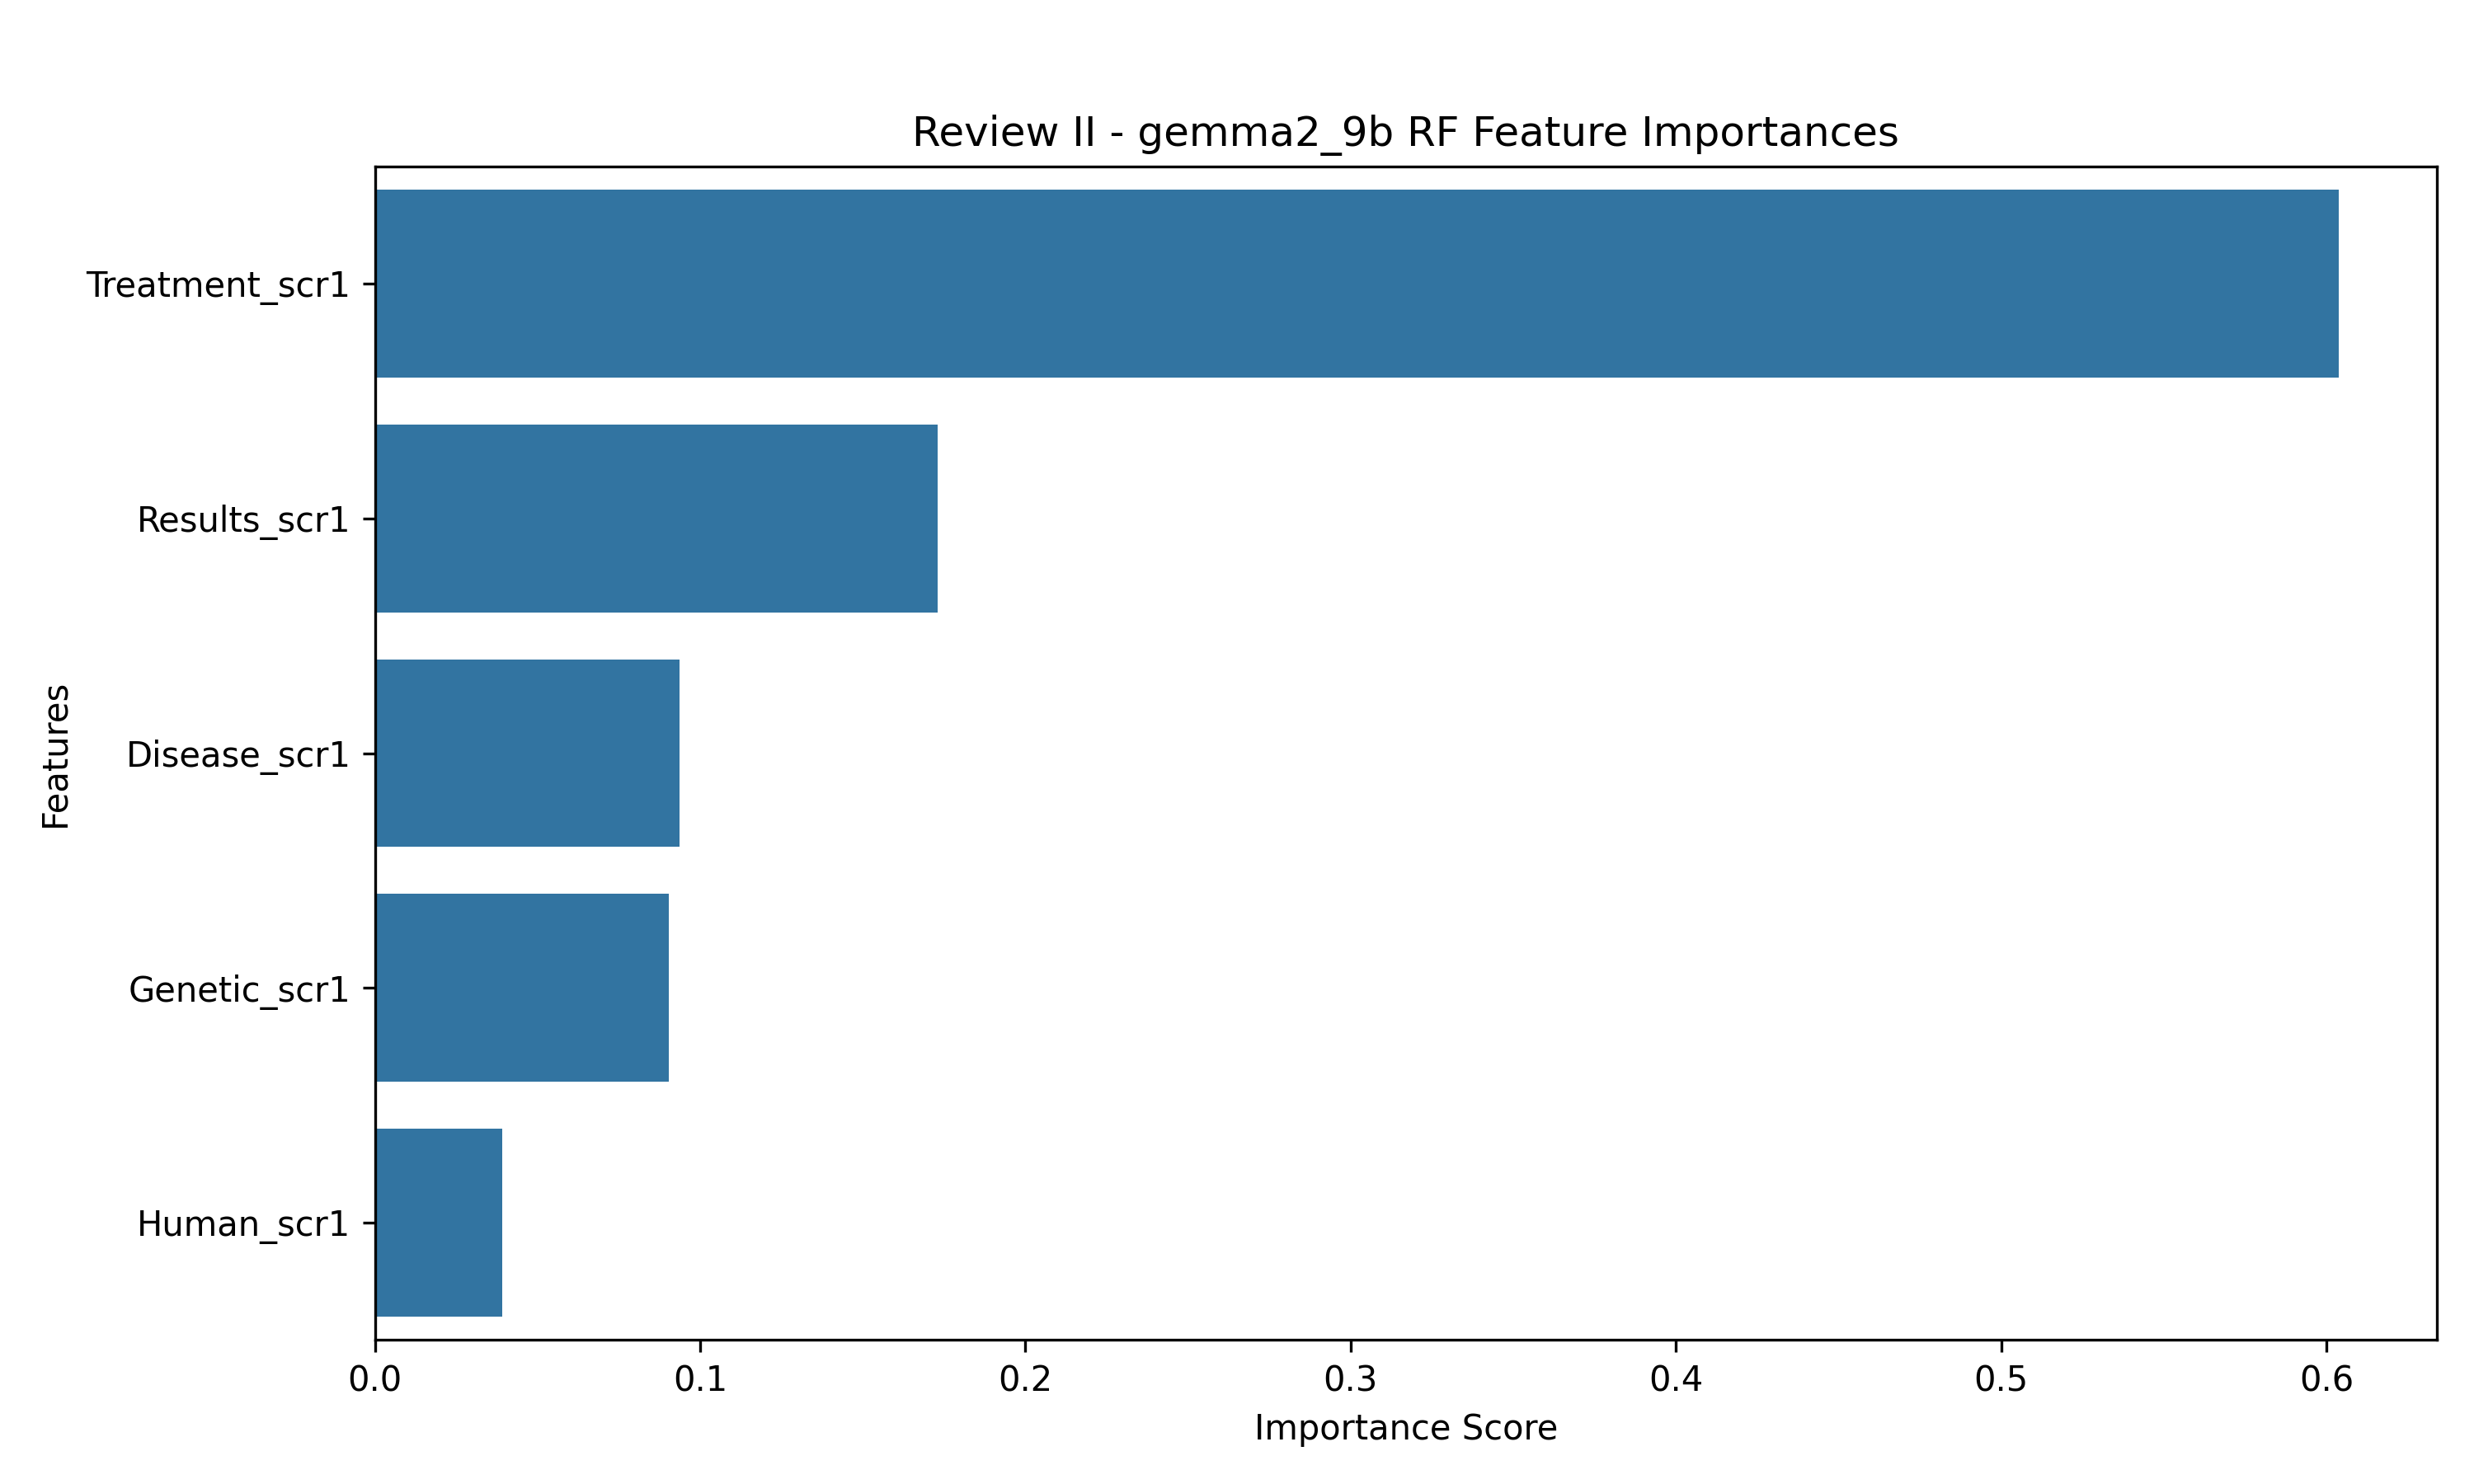 Review II - gemma2_9b RF Feature Importances
Treatment_scr1
Results_scr1
Disease_scr1
Genetic_scr1
Human_scr1
Features
0.0 0.1 0.2 0.3 0.4 0.5 0.6
Importance Score